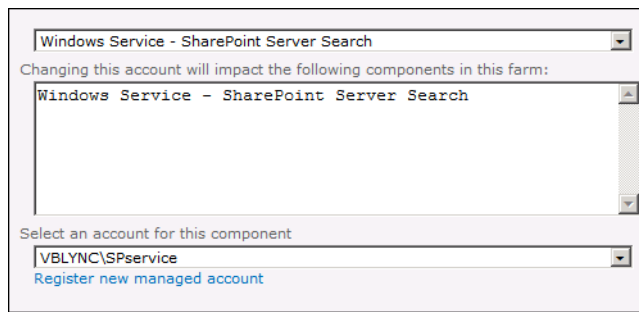 Windows Service - SharePoint Server Search
Changing this account will impact the following components in this farm:
Windows Service - SharePoint Server Search
Select an account for this component
VBLYNC\SPservice
Register new managed account